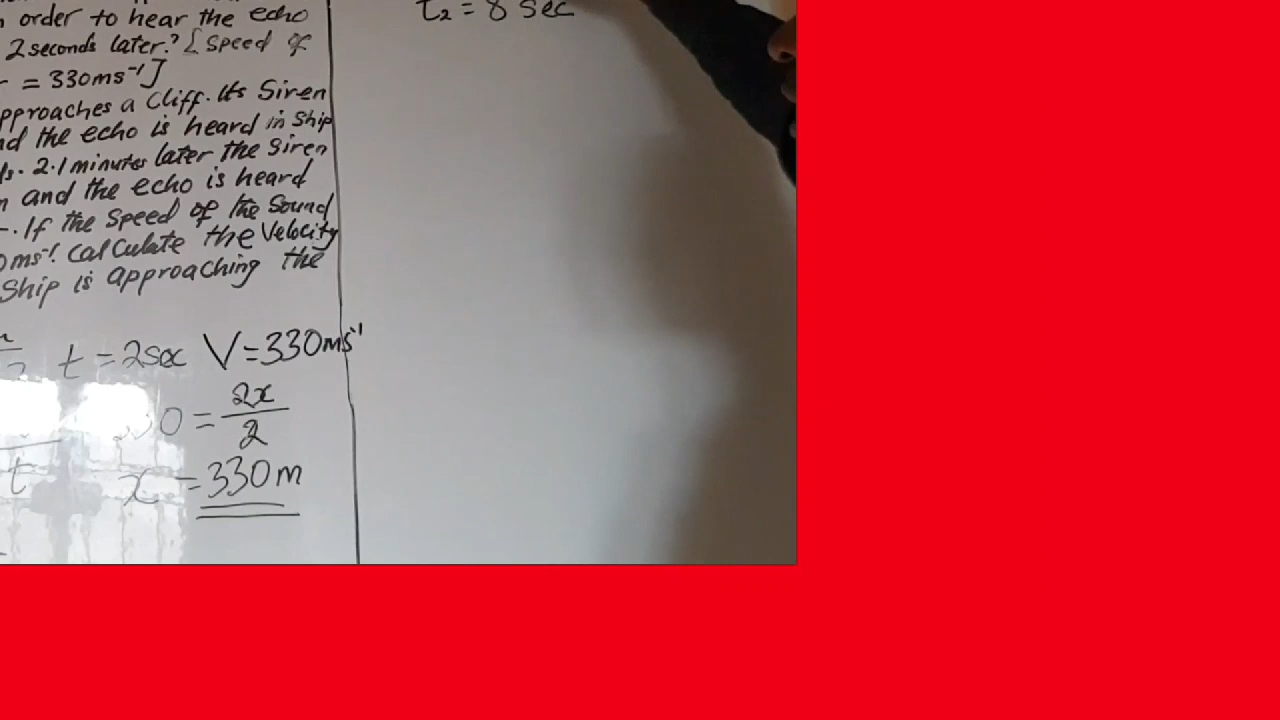 order to hear the echo
2 seconds later? [Speed of
= 330ms⁻¹]
approaches a Cliff. Its Siren
the echo is heard in Ship
2.1 minutes later the Siren
and the echo is heard
If the Speed of the Sound
ms⁻¹. Calculate the Velocity
Ship is approaching the
t = 2sec V = 330ms⁻¹
30 = 2x/2
t
x = 330m
t₂ = 8 sec